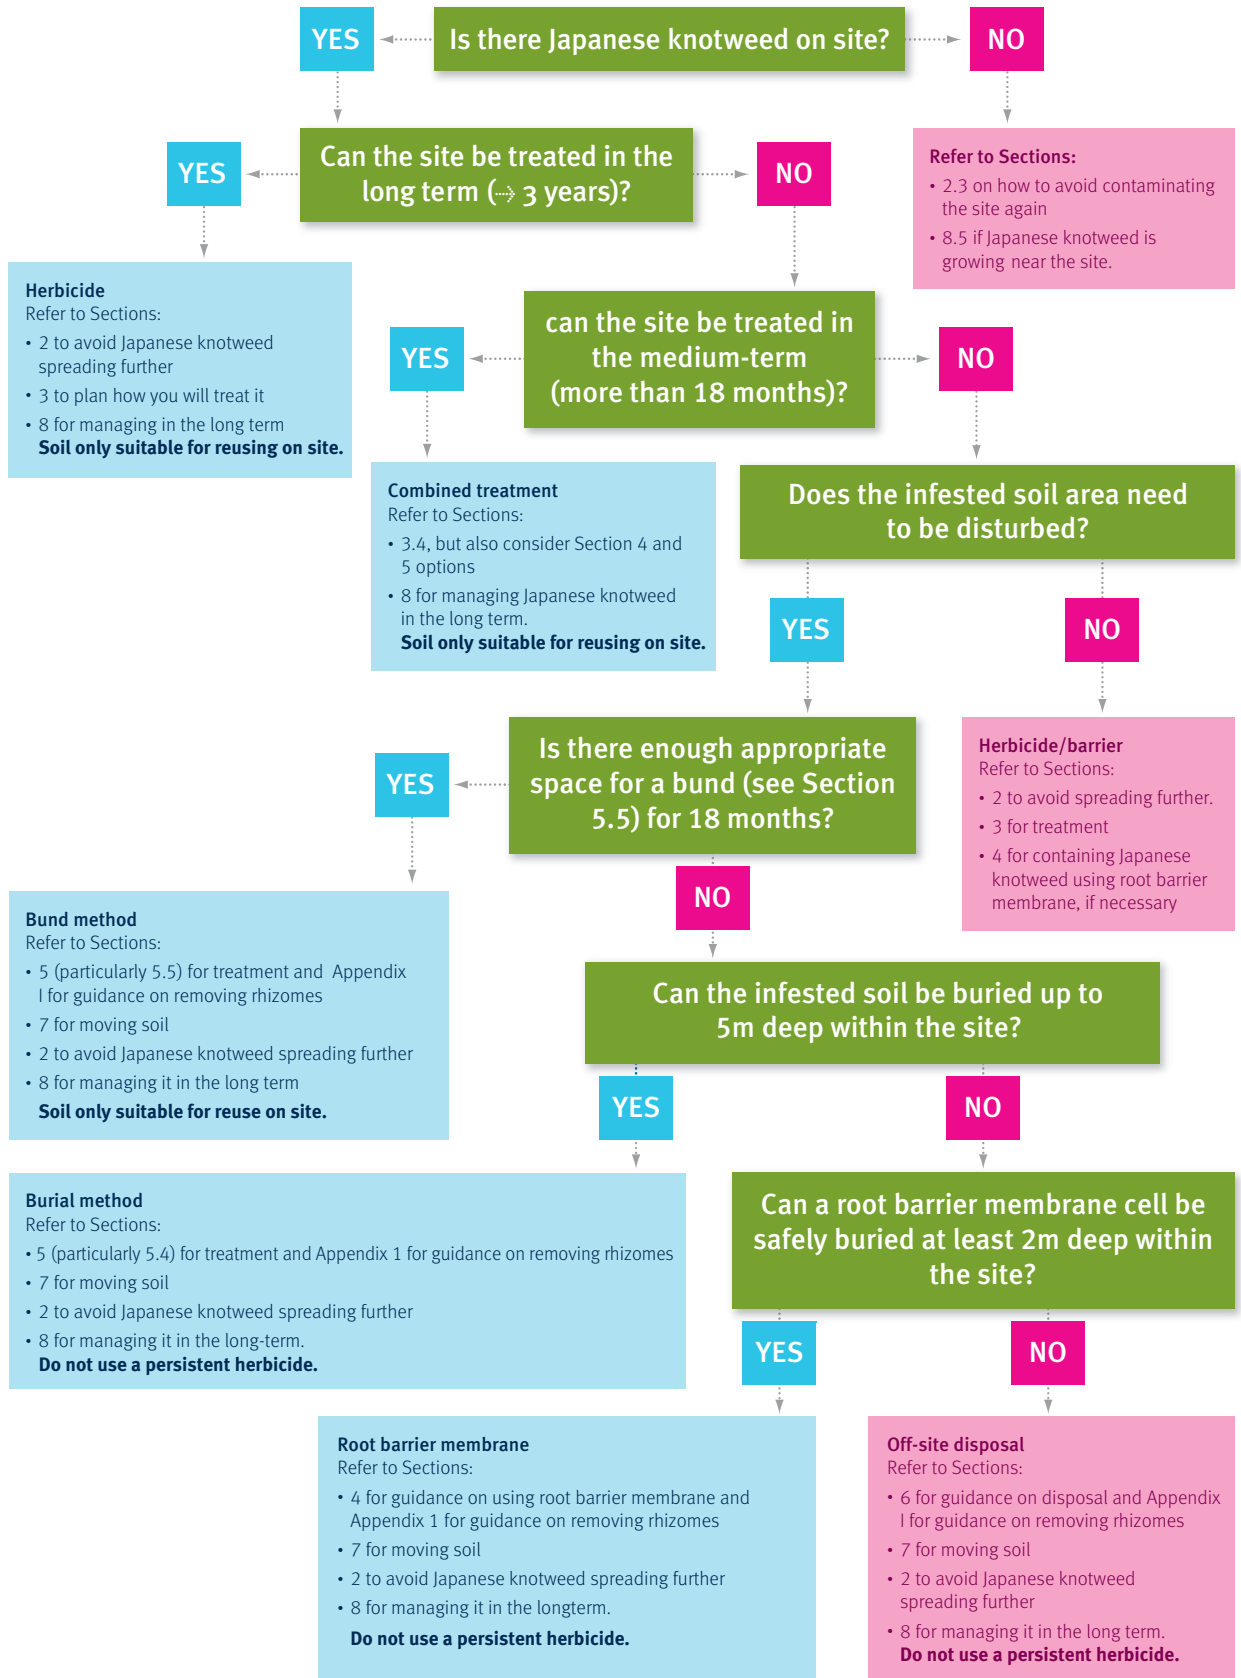 YES
Is there Japanese knotweed on site?
NO
YES
Can the site be treated in the
long term (→ 3 years)?
NO
Refer to Sections:
• 2.3 on how to avoid contaminating
the site again
• 8.5 if Japanese knotweed is
growing near the site.
Herbicide
Refer to Sections:
• 2 to avoid Japanese knotweed
spreading further
• 3 to plan how you will treat it
• 8 for managing in the long term
Soil only suitable for reusing on site.
YES
can the site be treated in
the medium-term
(more than 18 months)?
NO
Combined treatment
Refer to Sections:
• 3.4, but also consider Section 4 and
5 options
• 8 for managing Japanese knotweed
in the long term.
Soil only suitable for reusing on site.
Does the infested soil area need
to be disturbed?
YES
NO
YES
Is there enough appropriate
space for a bund (see Section
5.5) for 18 months?
Herbicide/barrier
Refer to Sections:
• 2 to avoid spreading further.
• 3 for treatment
• 4 for containing Japanese
knotweed using root barrier
membrane, if necessary
NO
Bund method
Refer to Sections:
• 5 (particularly 5.5) for treatment and Appendix
I for guidance on removing rhizomes
• 7 for moving soil
• 2 to avoid Japanese knotweed spreading further
• 8 for managing it in the long term
Soil only suitable for reuse on site.
Can the infested soil be buried up to
5m deep within the site?
YES
NO
Burial method
Refer to Sections:
• 5 (particularly 5.4) for treatment and Appendix 1 for guidance on removing rhizomes
• 7 for moving soil
• 2 to avoid Japanese knotweed spreading further
• 8 for managing it in the long-term.
Do not use a persistent herbicide.
Can a root barrier membrane cell be
safely buried at least 2m deep within
the site?
YES
NO
Root barrier membrane
Refer to Sections:
• 4 for guidance on using root barrier membrane and
Appendix 1 for guidance on removing rhizomes
• 7 for moving soil
• 2 to avoid Japanese knotweed spreading further
• 8 for managing it in the longterm.
Do not use a persistent herbicide.
Off-site disposal
Refer to Sections:
• 6 for guidance on disposal and Appendix
I for guidance on removing rhizomes
• 7 for moving soil
• 2 to avoid Japanese knotweed
spreading further
• 8 for managing it in the long term.
Do not use a persistent herbicide.